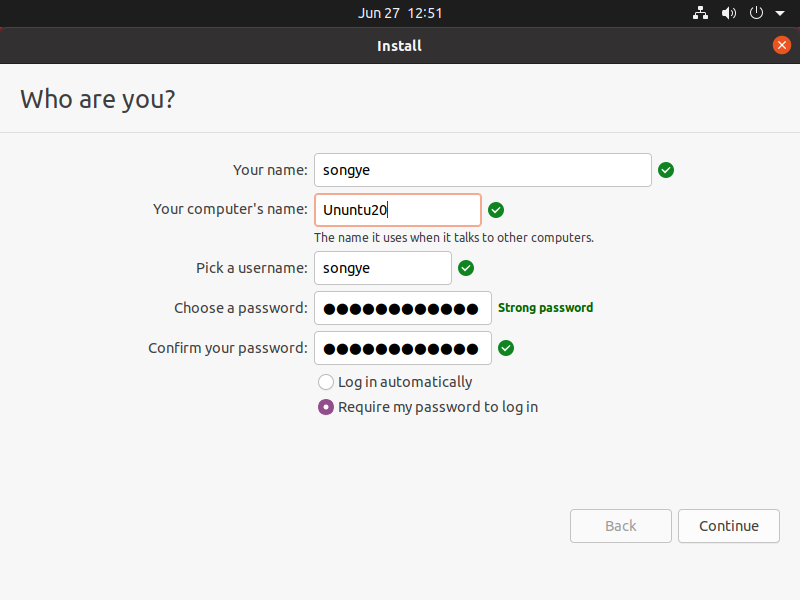 Jun 27 12:51
Install
Who are you?
Your name: songye
Your computer's name: Ununtu20
The name it uses when it talks to other computers.
Pick a username: songye
Choose a password: ●●●●●●●●●●●● Strong password
Confirm your password: ●●●●●●●●●●●●
Log in automatically
Require my password to log in
Back Continue